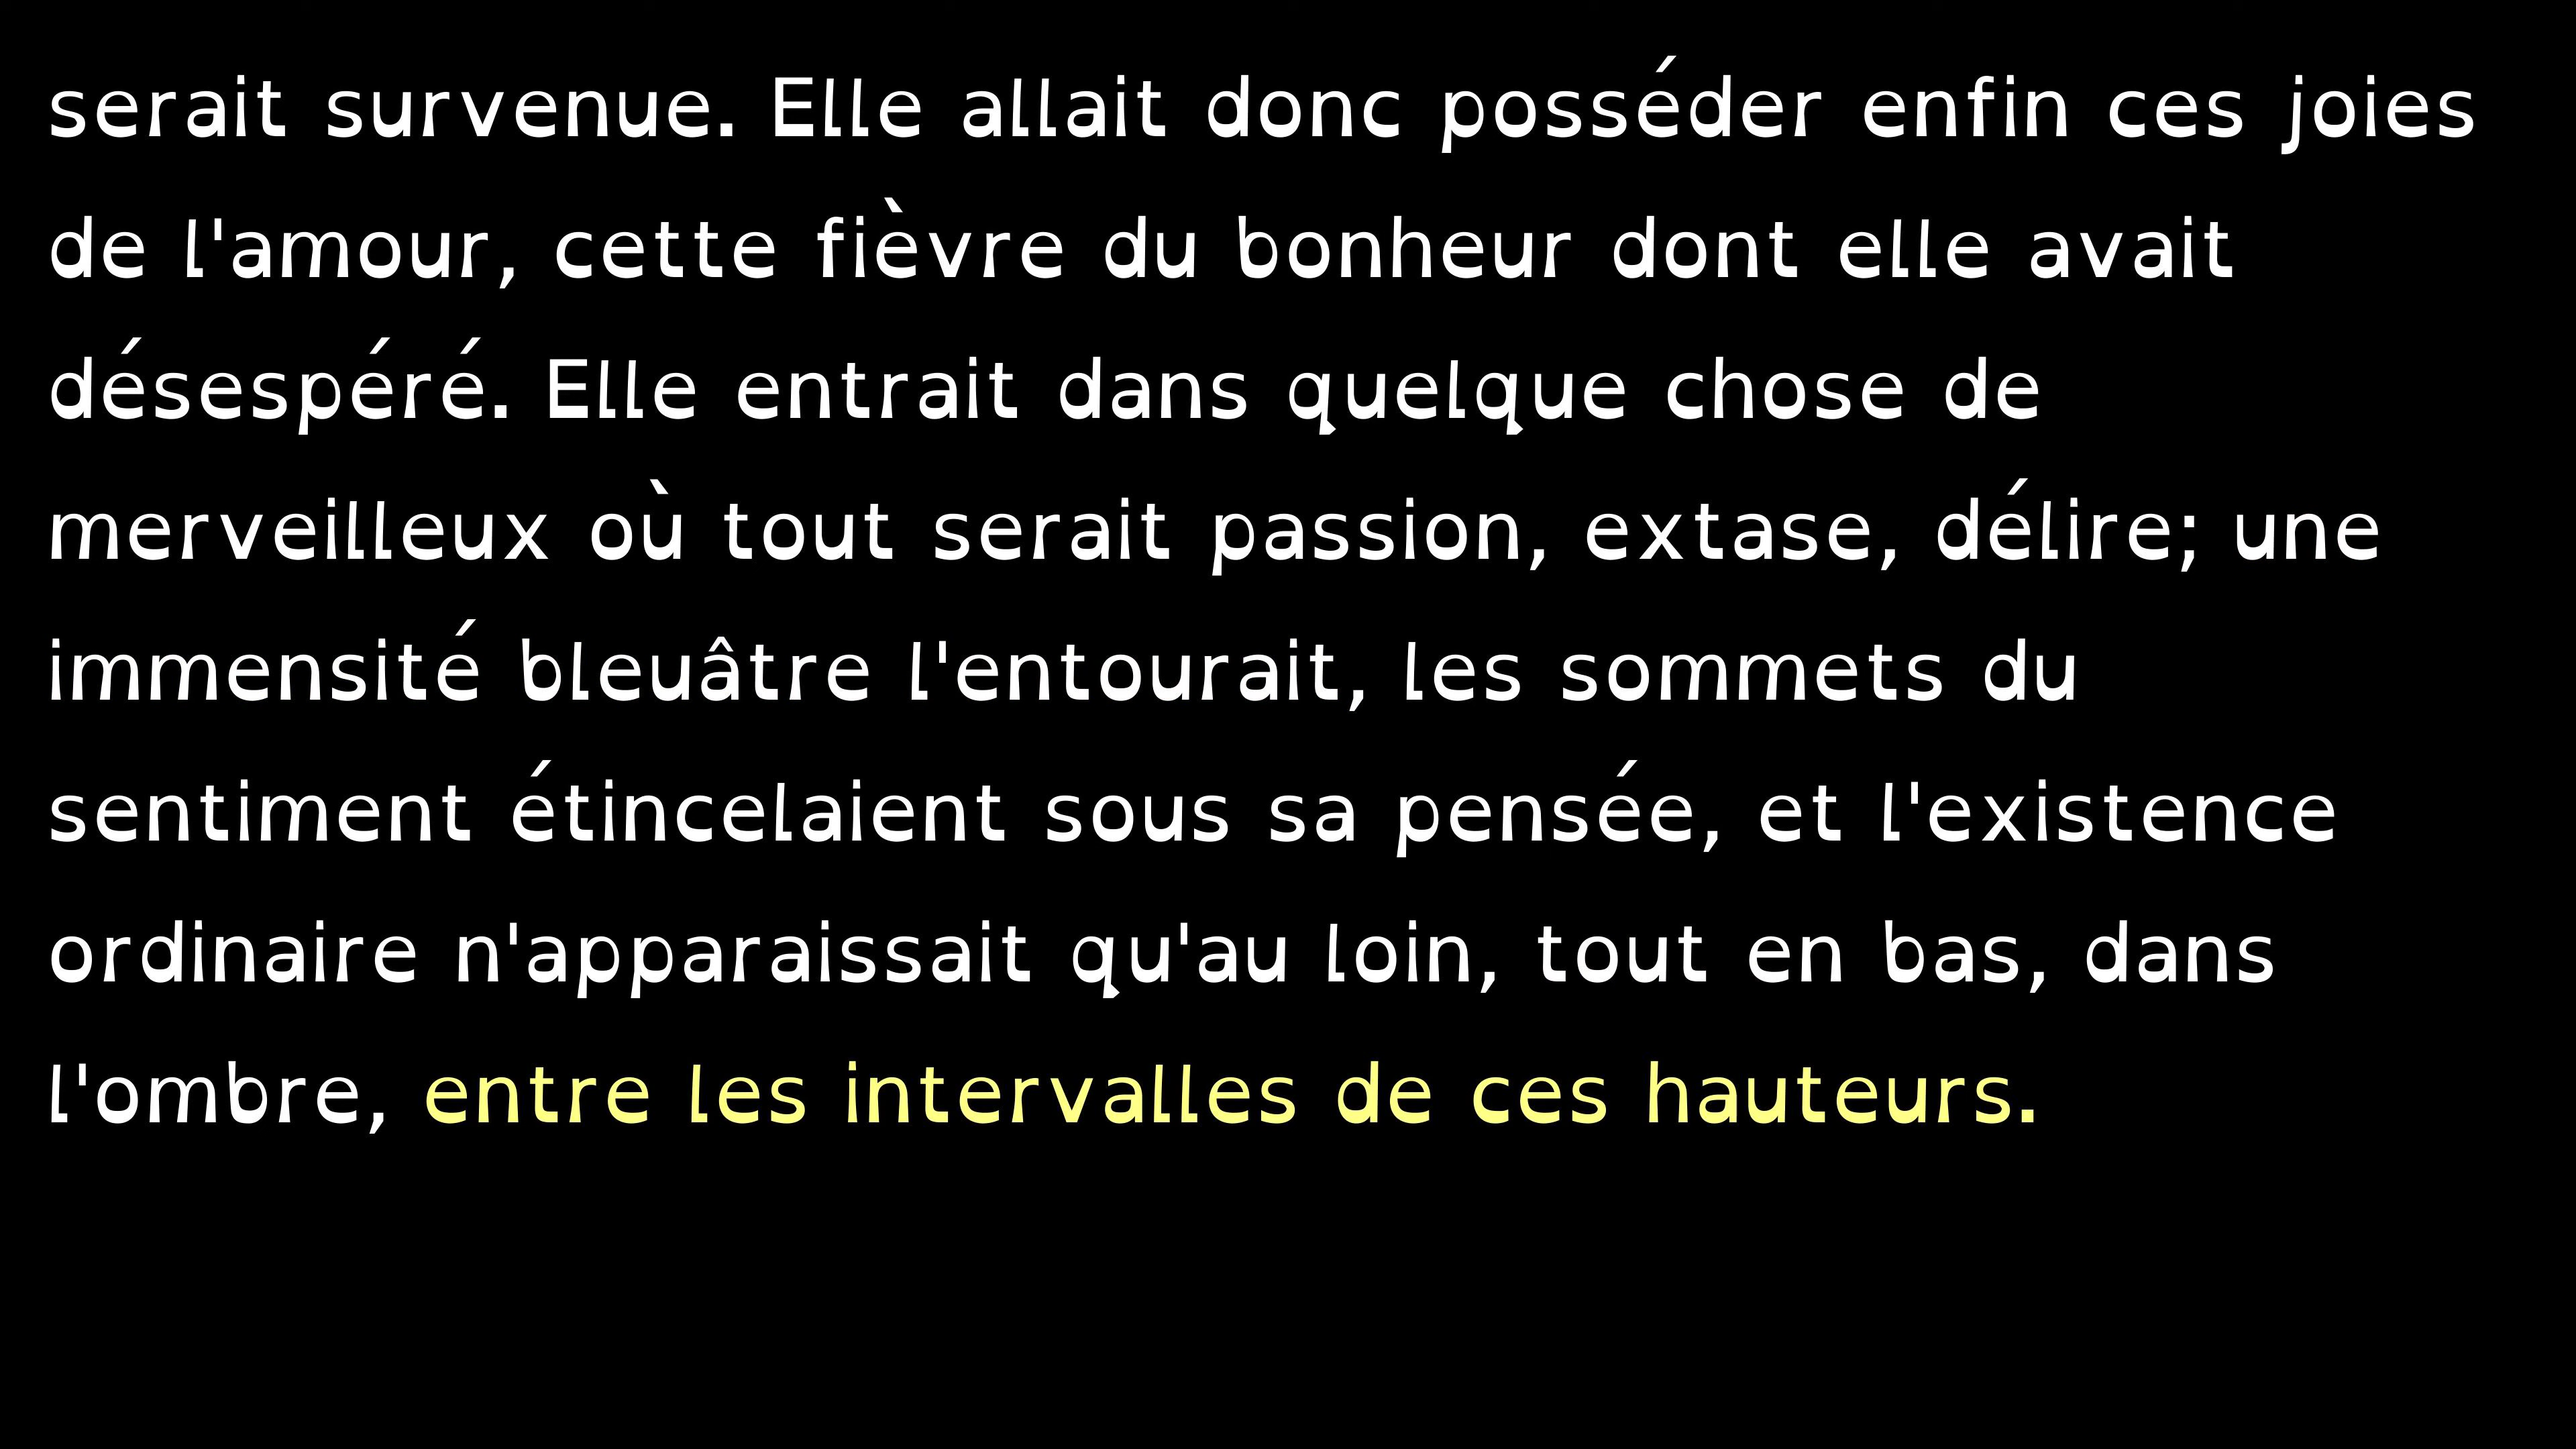 serait survenue. Elle allait donc posséder enfin ces joies
de l'amour, cette fièvre du bonheur dont elle avait
désespéré. Elle entrait dans quelque chose de
merveilleux où tout serait passion, extase, délire; une
immensité bleuâtre l'entourait, les sommets du
sentiment étincelaient sous sa pensée, et l'existence
ordinaire n'apparaissait qu'au loin, tout en bas, dans
l'ombre, entre les intervalles de ces hauteurs.